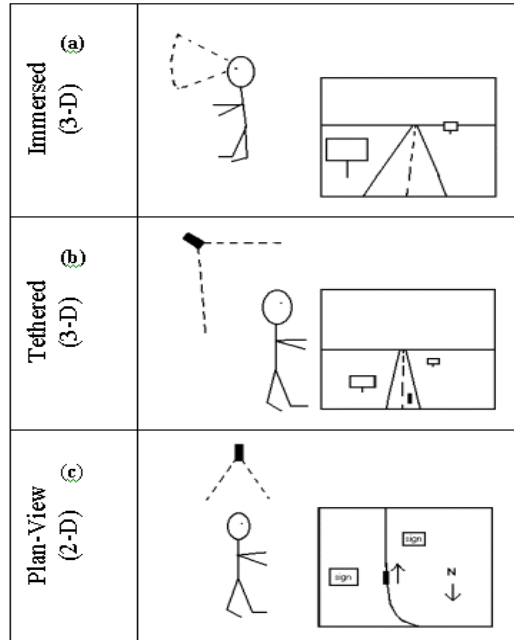 Immersed (a)
(3-D)
Tethered (b)
(3-D)
Plan-View (c)
(2-D)
sign
sign
N